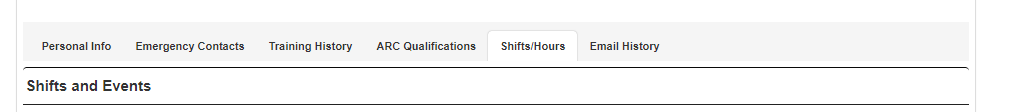 Personal Info Emergency Contacts Training History ARC Qualifications Shifts/Hours Email History
Shifts and Events